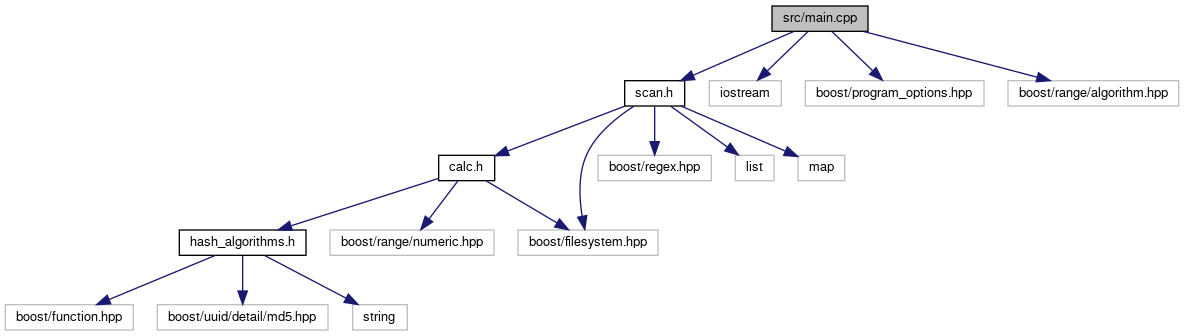 src/main.cpp
scan.h
iostream
boost/program_options.hpp
boost/range/algorithm.hpp
calc.h
boost/regex.hpp
list
map
hash_algorithms.h
boost/range/numeric.hpp
boost/filesystem.hpp
boost/function.hpp
boost/uuid/detail/md5.hpp
string